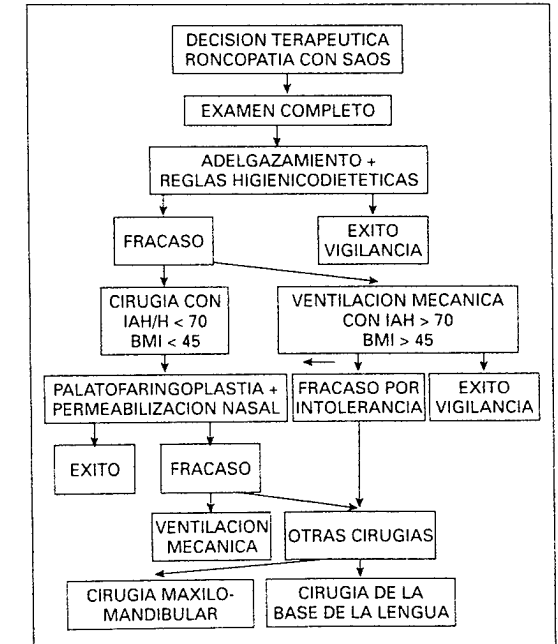 DECISION TERAPEUTICA
RONCOPATIA CON SAOS
EXAMEN COMPLETO
ADELGAZAMIENTO +
REGLAS HIGIENICODIETETICAS
FRACASO
EXITO
VIGILANCIA
CIRUGIA CON
IAH/H < 70
BMI < 45
VENTILACION MECANICA
CON IAH > 70
BMI > 45
PALATOFARINGOPLASTIA +
PERMEABILIZACION NASAL
FRACASO POR
INTOLERANCIA
EXITO
VIGILANCIA
EXITO
FRACASO
VENTILACION
MECANICA
OTRAS CIRUGIAS
CIRUGIA MAXILO-
MANDIBULAR
CIRUGIA DE LA
BASE DE LA LENGUA